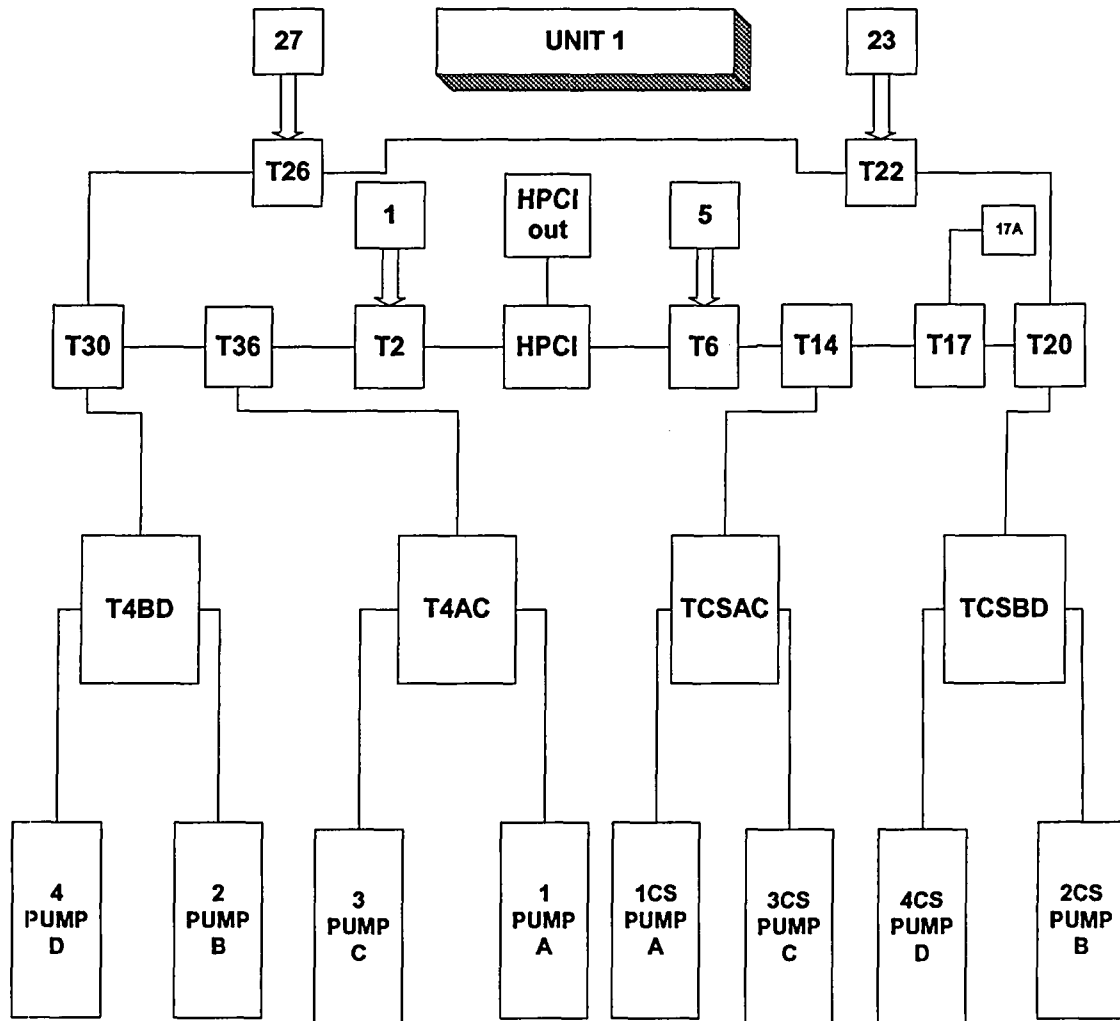 27
UNIT 1
23
T26
T22
1
HPCI
out
5
17A
T30
T36
T2
HPCI
T6
T14
T17
T20
T4BD
T4AC
TCSAC
TCSBD
4
PUMP
D
2
PUMP
B
3
PUMP
C
1
PUMP
A
1CS
PUMP
A
3CS
PUMP
C
4CS
PUMP
D
2CS
PUMP
B